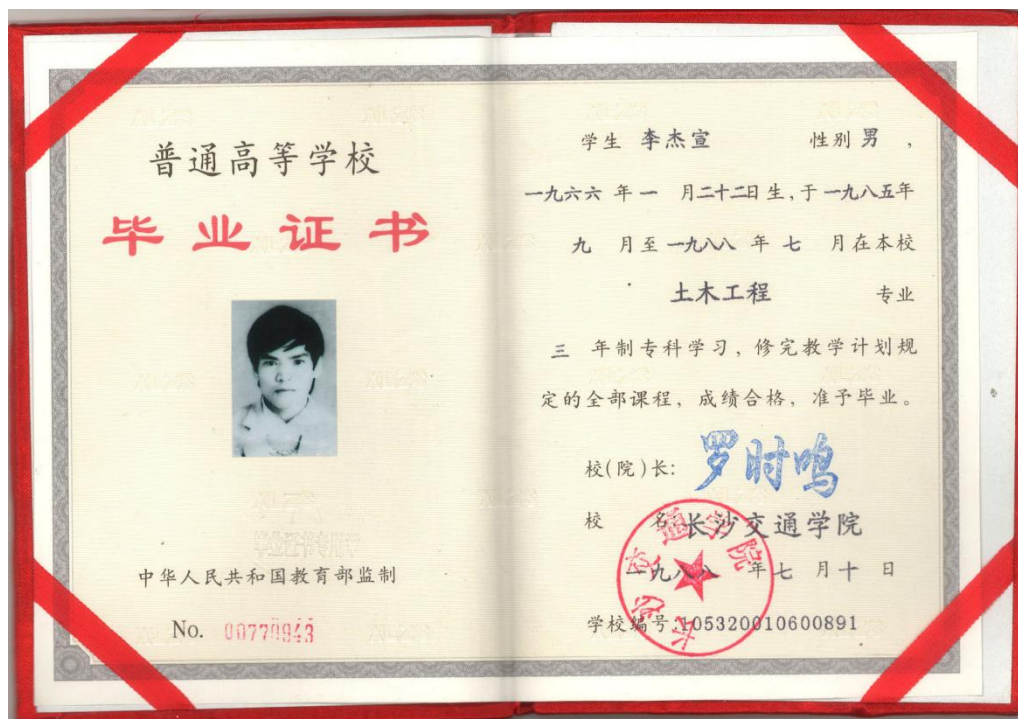 普通高等学校
毕业证书
中华人民共和国教育部监制
No. 00770943
学生 李杰宣 性别 男 ，
一九六六 年 一 月二十二日 生，于 一九八五年
九 月至 一九八八 年 七 月在本校
土木工程 专业
三 年制专科学习，修完教学计划规
定的全部课程，成绩合格，准予毕业。
校(院)长: 罗时鸣
校 名 长沙交通学院
一九八八 年 七 月 十 日
学校编号:105320010600891
长沙交通学院